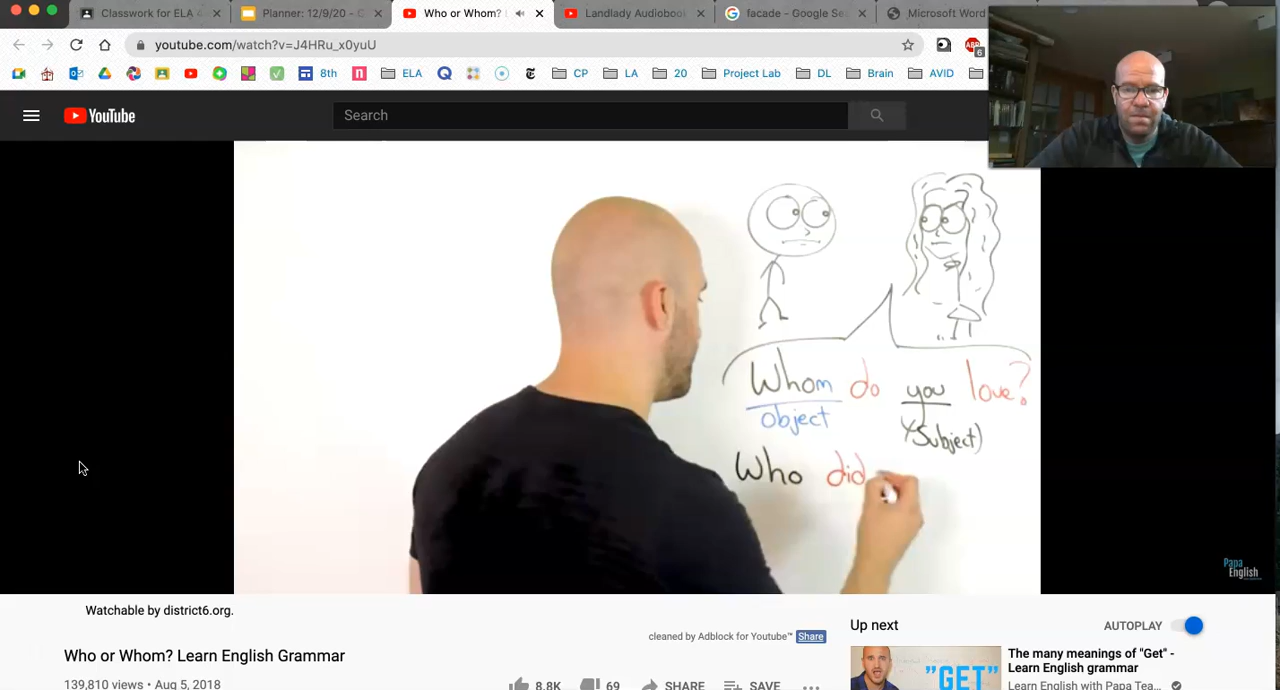 Classwork for ELA
Planner: 12/9/20 -
Who or Whom?
Landlady Audiobook
facade - Google Se
Microsoft Word
youtube.com/watch?v=J4HRu_x0yuU
ABP
6
8th
ELA
CP
LA
20
Project Lab
DL
Brain
AVID
YouTube
Search
Whom do you love?
object
(Subject)
Who did
Papa
English
Watchable by district6.org.
cleaned by Adblock for Youtube™ Share
Up next
AUTOPLAY
Who or Whom? Learn English Grammar
139,810 views • Aug 5, 2018
8.8K
69
SHARE
SAVE
...
"GET"
The many meanings of "Get" -
Learn English grammar
Learn English with Papa Tea...